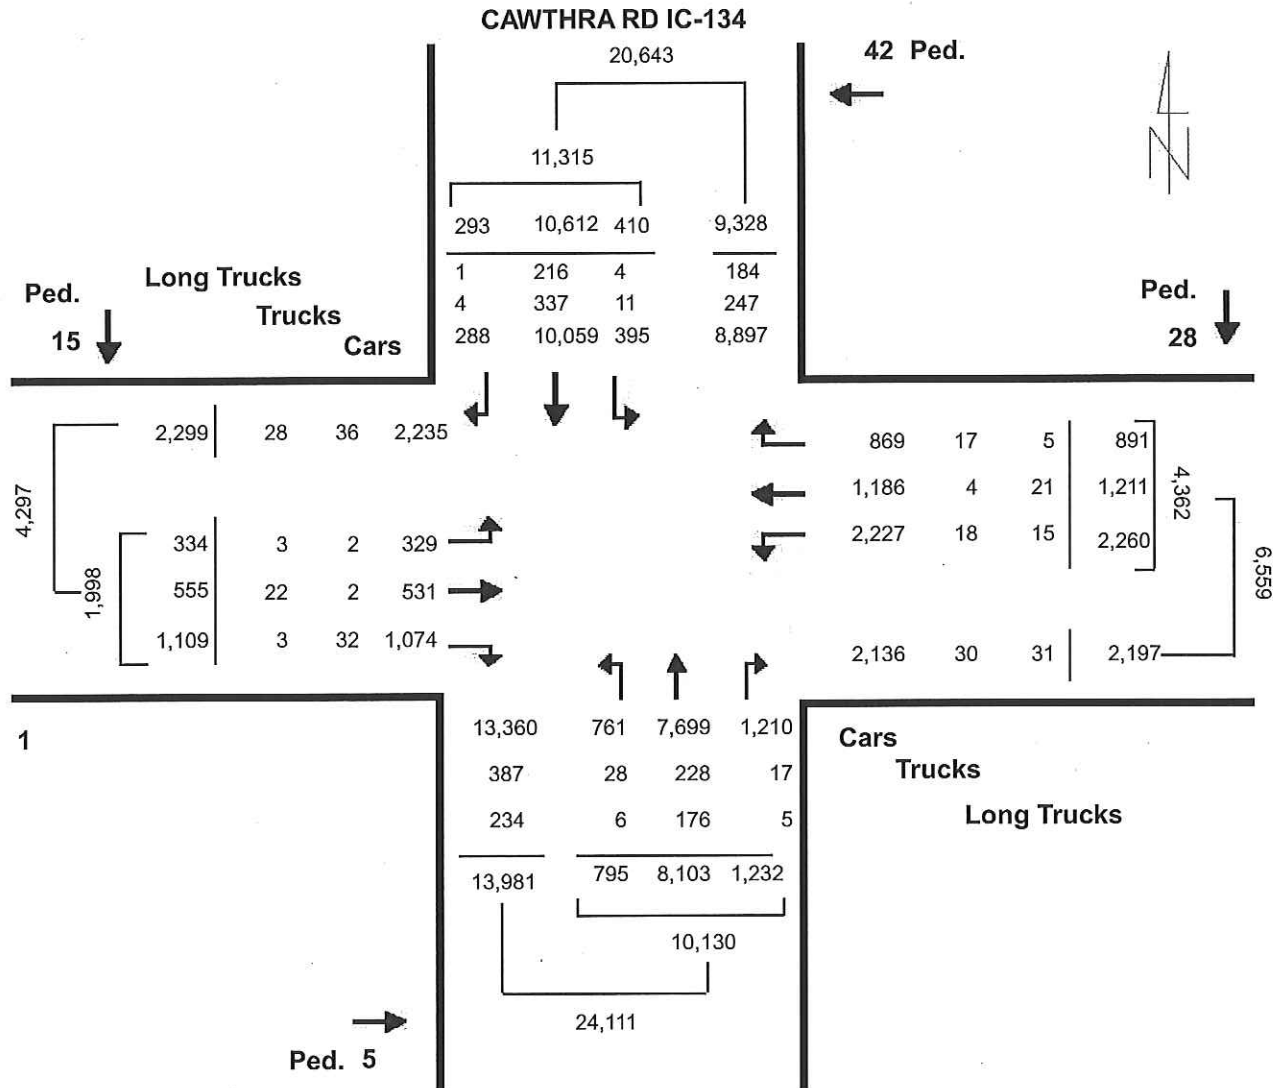 CAWTHRA RD IC-134
20,643
42 Ped.
11,315
293 10,612 410 9,328
1 216 4 184
4 337 11 247
288 10,059 395 8,897
Long Trucks
Trucks
Cars
Ped.
15
Ped.
28
N
2,299 28 36 2,235
334 3 2 329
555 22 2 531
1,109 3 32 1,074
4,297
1,998
869 17 5 891
1,186 4 21 1,211
2,227 18 15 2,260
2,136 30 31 2,197
4,362
6,559
1
13,360 761 7,699 1,210
387 28 228 17
234 6 176 5
13,981 795 8,103 1,232
10,130
24,111
Cars
Trucks
Long Trucks
Ped. 5